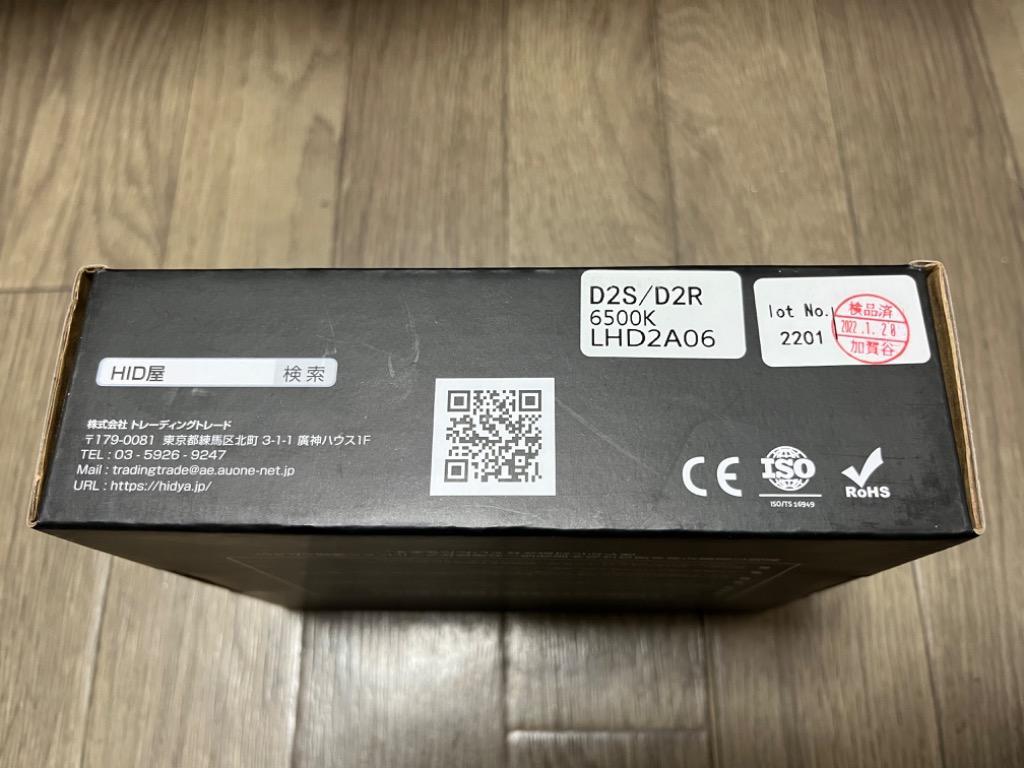 D2S/D2R
6500K
LHD2A06
lot No.
2201
検品済
2022.1.28
加賀谷
HID屋 検索
株式会社 トレーディングトレード
〒179-0081 東京都練馬区北町 3-1-1 廣神ハウス1F
TEL : 03 - 5926 - 9247
Mail : tradingtrade@ae.auone-net.jp
URL : https://hidya.jp/
CE
ISO
ISO/TS 16949
RoHS